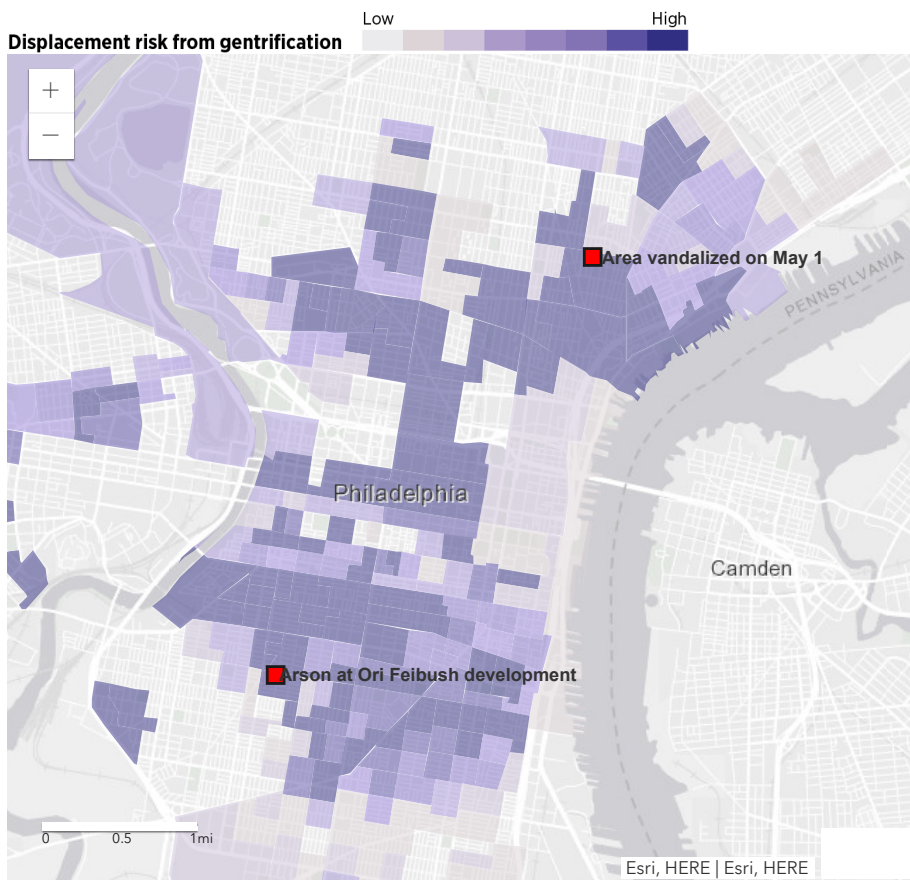 Low High
Displacement risk from gentrification
+
−
Area vandalized on May 1
PENNSYLVANIA
Philadelphia
Camden
Arson at Ori Feibush development
0 0.5 1mi
Esri, HERE | Esri, HERE